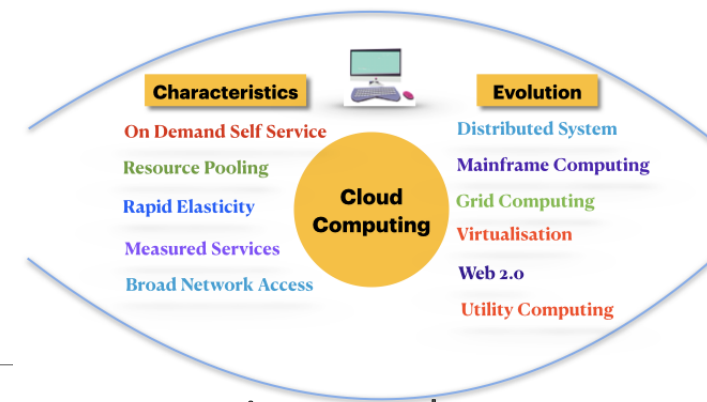 Characteristics
On Demand Self Service
Resource Pooling
Rapid Elasticity
Measured Services
Broad Network Access
Cloud
Computing
Evolution
Distributed System
Mainframe Computing
Grid Computing
Virtualisation
Web 2.0
Utility Computing